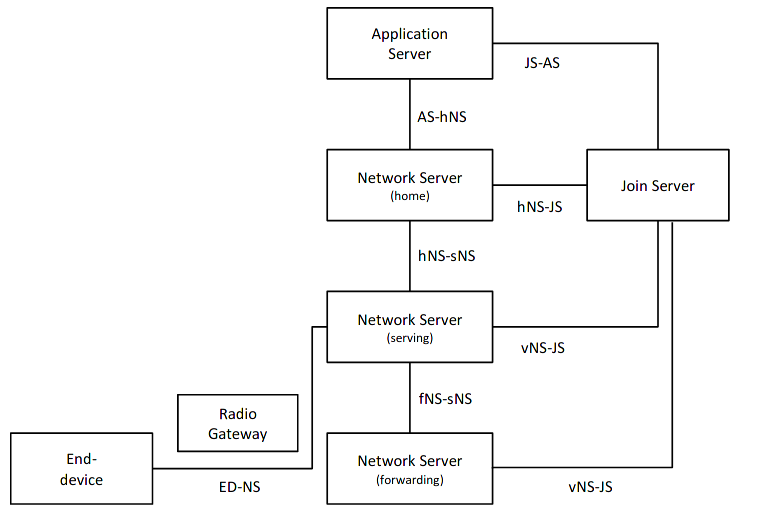 Application
Server
JS-AS
AS-hNS
Network Server
(home)
Join Server
hNS-JS
hNS-sNS
Network Server
(serving)
vNS-JS
fNS-sNS
Radio
Gateway
End-
device
ED-NS
Network Server
(forwarding)
vNS-JS